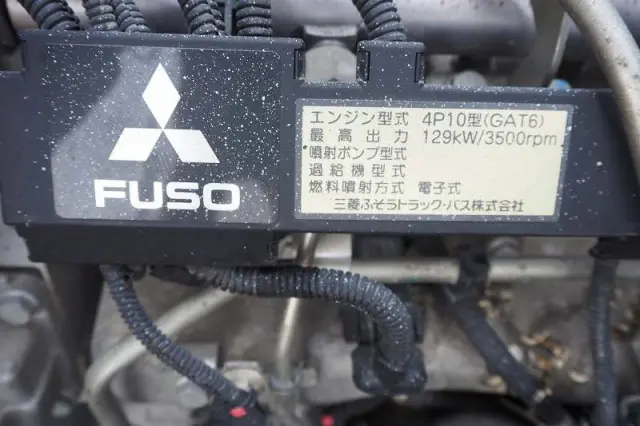 FUSO
エンジン型式 4P10型(GAT6)
最高出力 129kW/3500rpm
噴射ポンプ型式
過給機型式
燃料噴射方式 電子式
三菱ふそうトラック・バス株式会社